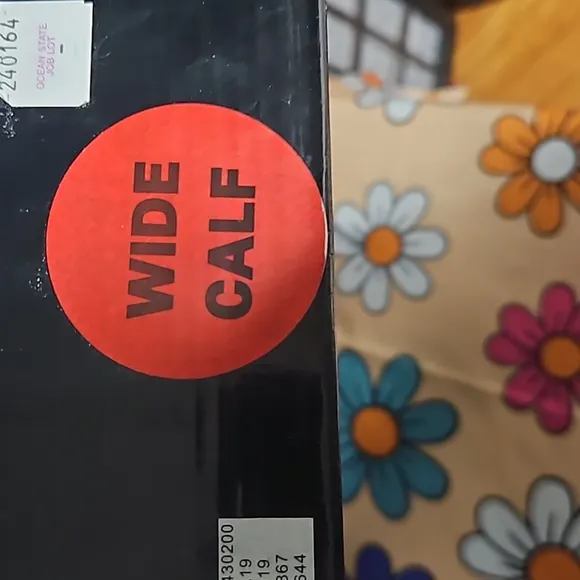 240164
OCEAN STATE
JOB LOT
WIDE
CALF
430200
19
19
367
644